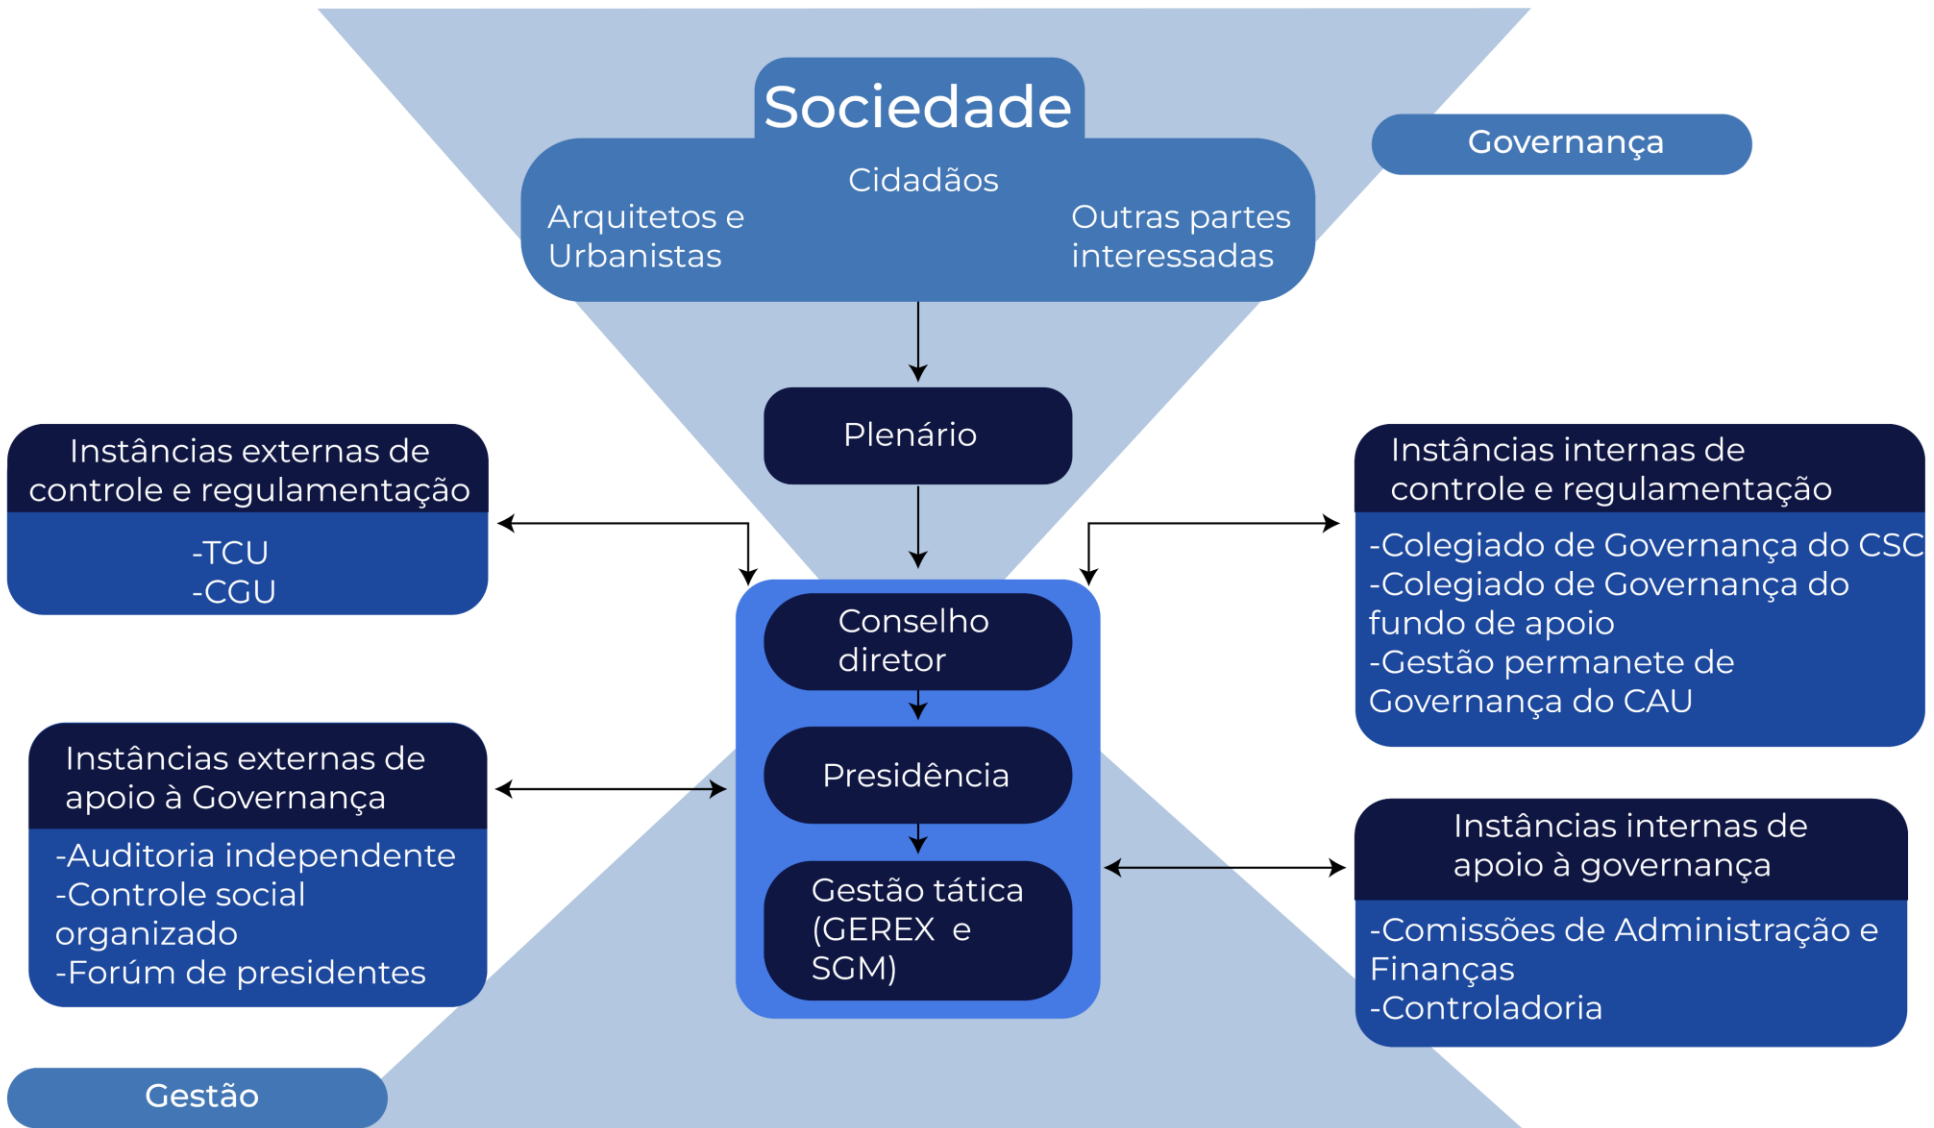 Sociedade
Governança
Cidadãos
Arquitetos e
Urbanistas
Outras partes
interessadas
Plenário
Instâncias externas de
controle e regulamentação
-TCU
-CGU
Instâncias internas de
controle e regulamentação
-Colegiado de Governança do CSC
-Colegiado de Governança do
fundo de apoio
-Gestão permanete de
Governança do CAU
Conselho
diretor
Presidência
Gestão tática
(GEREX e
SGM)
Instâncias externas de
apoio à Governança
-Auditoria independente
-Controle social
organizado
-Forúm de presidentes
Instâncias internas de
apoio à governança
-Comissões de Administração e
Finanças
-Controladoria
Gestão